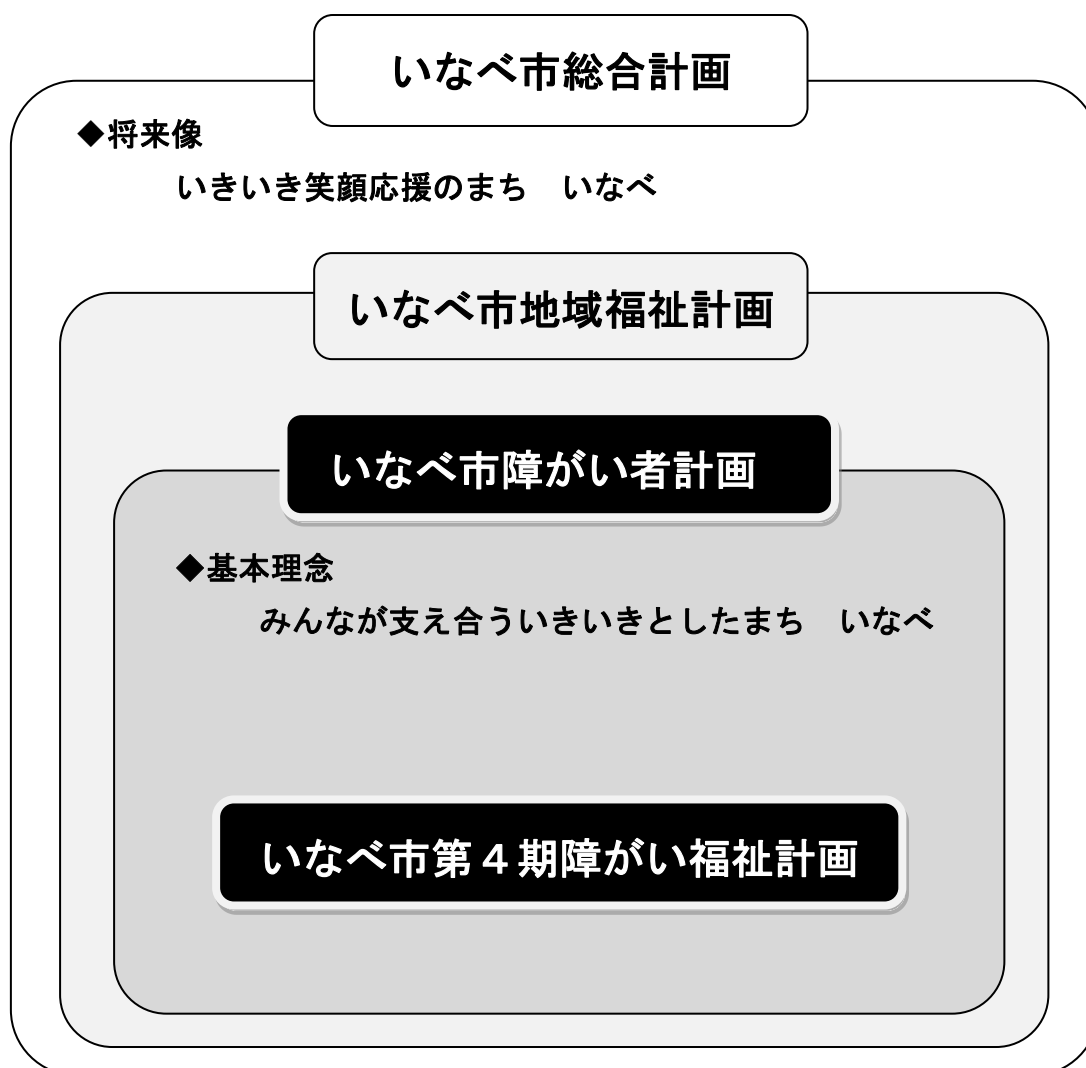 いなべ市総合計画
◆将来像
いきいき笑顔応援のまち　いなべ
いなべ市地域福祉計画
いなべ市障がい者計画
◆基本理念
みんなが支え合ういきいきとしたまち　いなべ
いなべ市第４期障がい福祉計画